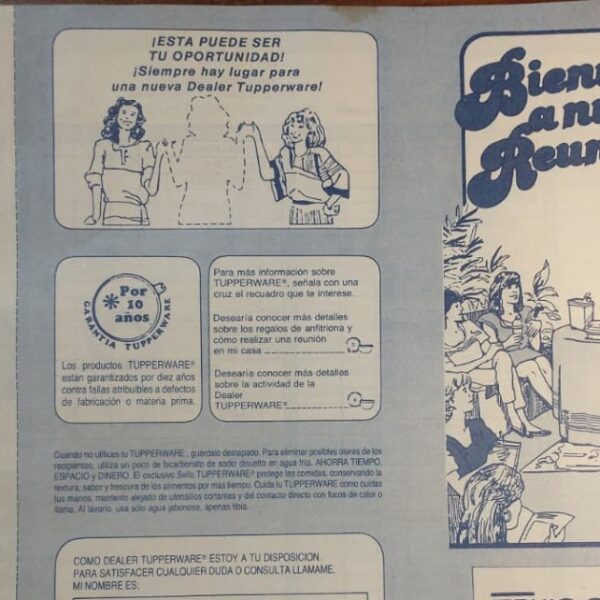 ¡ESTA PUEDE SER
TU OPORTUNIDAD!
¡Siempre hay lugar para
una nueva Dealer Tupperware!
* Por
10
años
GARANTIA TUPPERWARE
Los productos TUPPERWARE®
están garantizados por diez años
contra fallas atribuibles a defectos
de fabricación o materia prima.
Para más información sobre
TUPPERWARE®, señala con una
cruz el recuadro que te interese.
Desearía conocer más detalles
sobre los regalos de anfitriona y
cómo realizar una reunión
en mi casa
Desearía conocer más detalles
sobre la actividad de la
Dealer
TUPPERWARE®
Cuando no utilices tu TUPPERWARE, guárdalo destapado. Para eliminar posibles olores de los
recipientes, utiliza un poco de bicarbonato de sodio disuelto en agua fría. AHORRA TIEMPO,
ESPACIO y DINERO. El exclusivo Sello TUPPERWARE® protege las comidas, conservando la
textura, sabor y frescura de los alimentos por más tiempo. Cuida tu TUPPERWARE como cuidas
tus manos, mantenlo alejado de utensilios cortantes y del contacto directo con focos de calor o
llama. Al lavarlo, usa sólo agua jabonosa, apenas tibia.
COMO DEALER TUPPERWARE® ESTOY A TU DISPOSICION.
PARA SATISFACER CUALQUIER DUDA O CONSULTA LLAMAME.
MI NOMBRE ES:
Bien
a nu
Reun